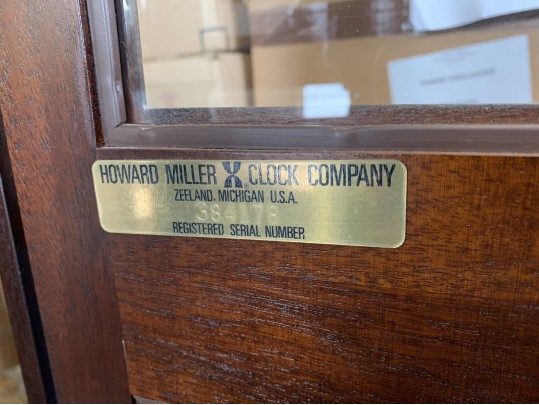 HOWARD MILLER CLOCK COMPANY
ZEELAND, MICHIGAN U.S.A.
REGISTERED SERIAL NUMBER